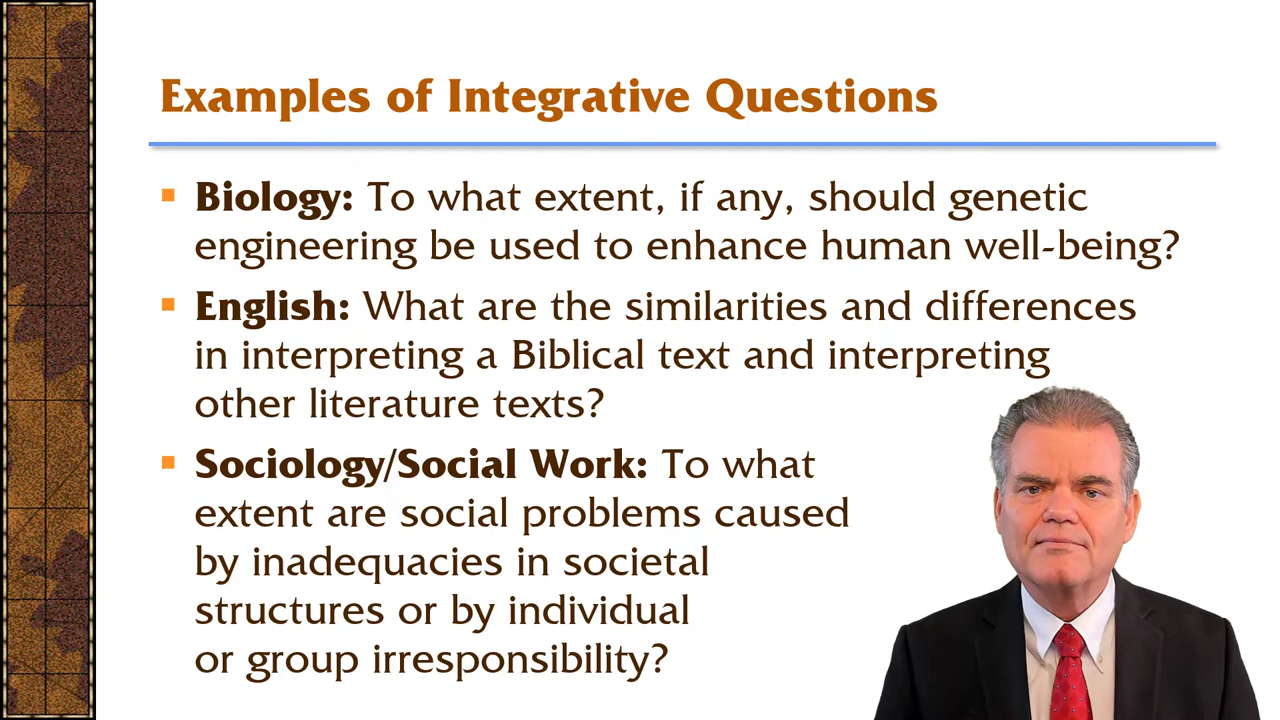 Examples of Integrative Questions
▪ Biology: To what extent, if any, should genetic
engineering be used to enhance human well-being?
▪ English: What are the similarities and differences
in interpreting a Biblical text and interpreting
other literature texts?
▪ Sociology/Social Work: To what
extent are social problems caused
by inadequacies in societal
structures or by individual
or group irresponsibility?